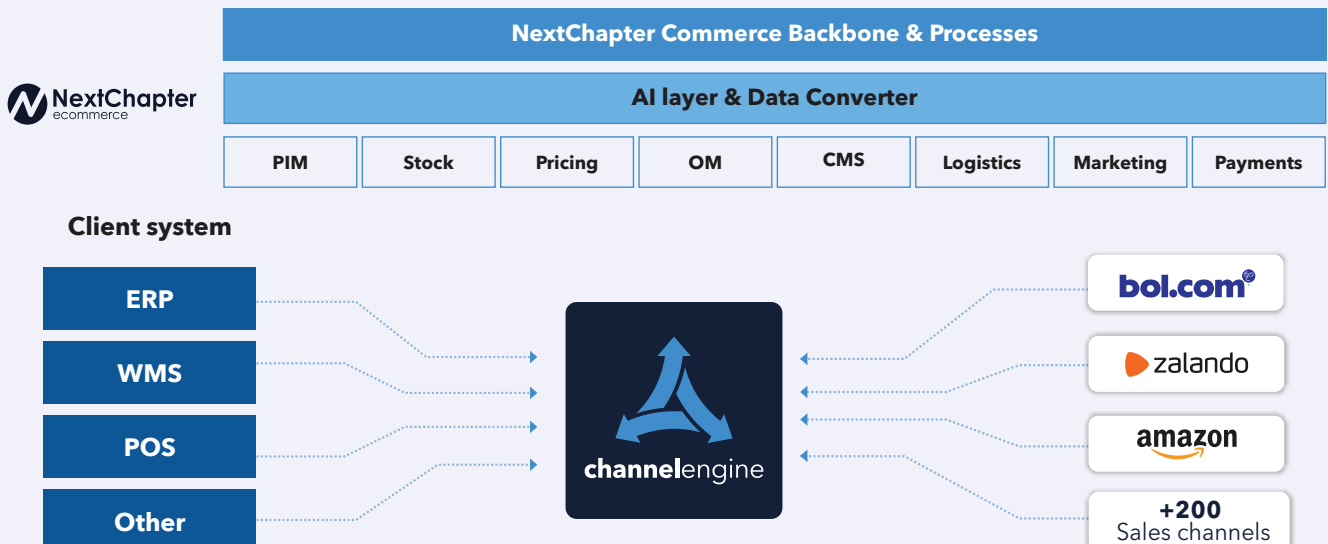 NextChapter Commerce Backbone & Processes
NextChapter
ecommerce
AI layer & Data Converter
PIM
Stock
Pricing
OM
CMS
Logistics
Marketing
Payments
Client system
ERP
WMS
POS
Other
channelengine
bol.com
zalando
amazon
+200
Sales channels